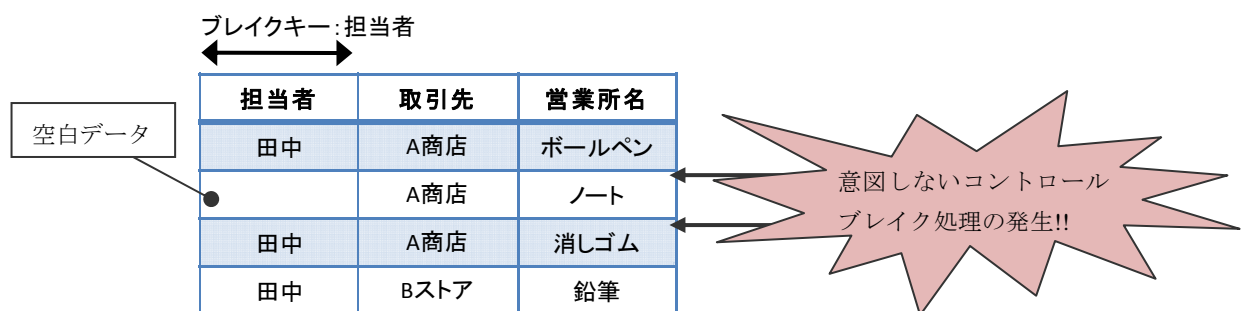 ブレイクキー：担当者
担当者 取引先 営業所名
空白データ
田中 A商店 ボールペン
A商店 ノート
田中 A商店 消しゴム
田中 Bストア 鉛筆
意図しないコントロール
ブレイク処理の発生!!